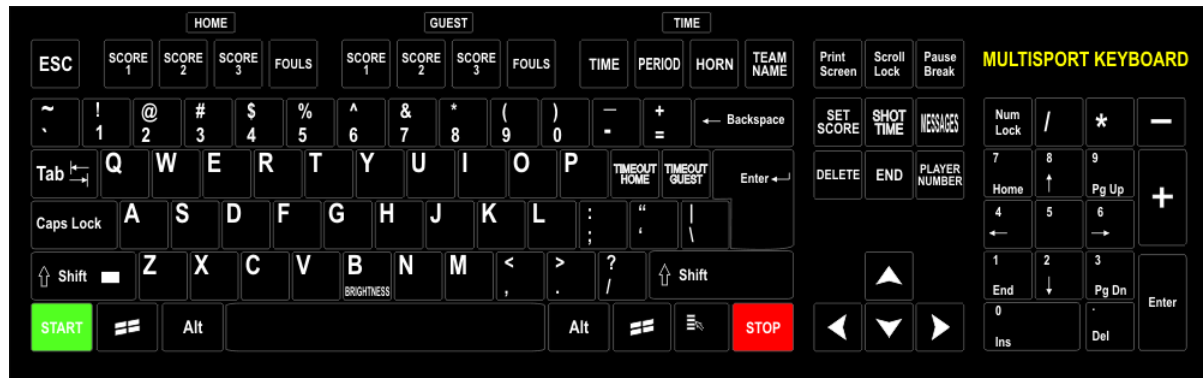 HOME GUEST TIME
ESC SCORE 1 SCORE 2 SCORE 3 FOULS SCORE 1 SCORE 2 SCORE 3 FOULS TIME PERIOD HORN TEAM NAME Print Screen Scroll Lock Pause Break MULTISPORT KEYBOARD
~ ! @ # $ % ^ & * ( ) — +
` 1 2 3 4 5 6 7 8 9 0 - = ← Backspace SET SCORE SHOT TIME MESSAGES Num Lock / * —
Tab Q W E R T Y U I O P TIMEOUT HOME TIMEOUT GUEST Enter DELETE END PLAYER NUMBER 7 Home 8 ↑ 9 Pg Up +
Caps Lock A S D F G H J K L : ; “ ‘ | \ 4 ← 5 6 →
⇧ Shift Z X C V B BRIGHTNESS N M < , > . ? / ⇧ Shift 1 End 2 ↓ 3 Pg Dn Enter
START Alt Alt STOP 0 Ins . Del